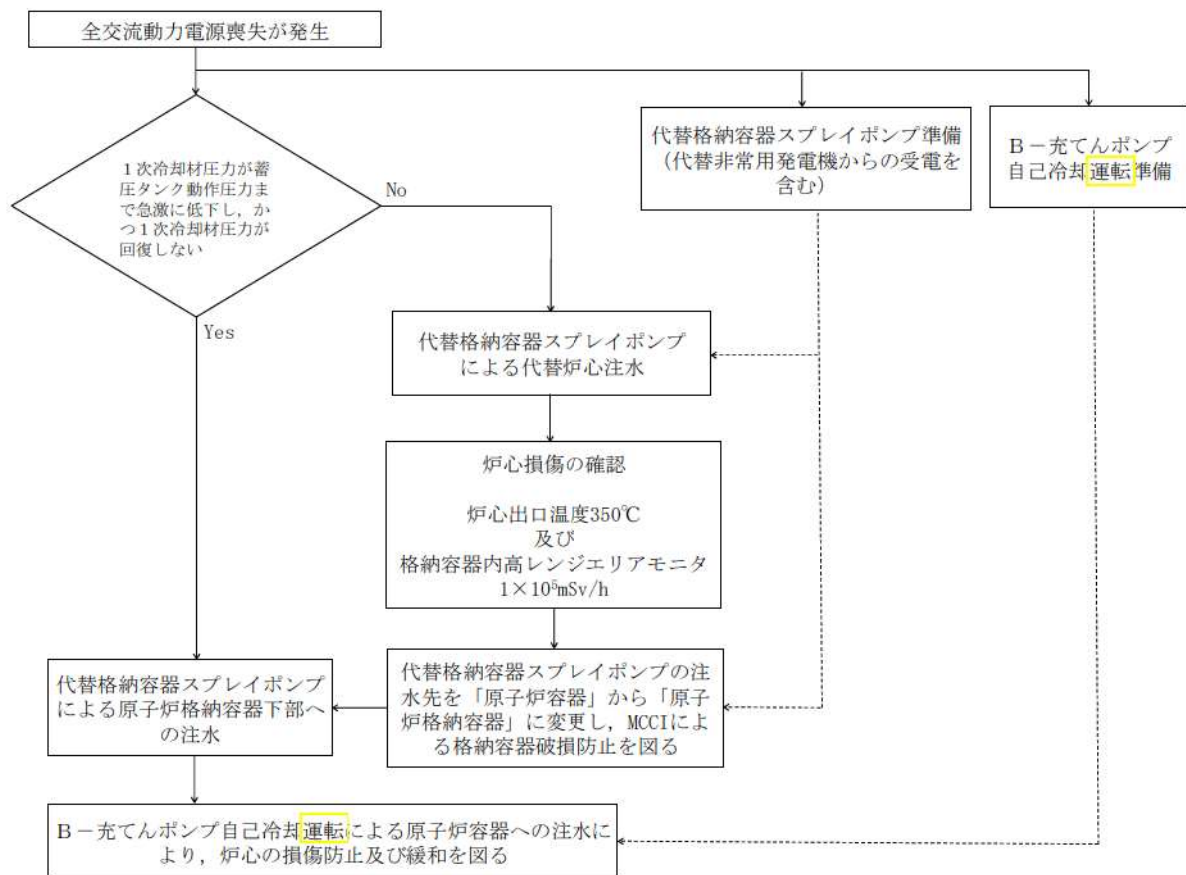 全交流動力電源喪失が発生
1次冷却材圧力が蓄
圧タンク動作圧力ま
で急激に低下し，か
つ1次冷却材圧力が
回復しない
No
Yes
代替格納容器スプレイポンプ準備
（代替非常用発電機からの受電を
含む）
B－充てんポンプ
自己冷却運転準備
代替格納容器スプレイポンプ
による代替炉心注水
炉心損傷の確認
炉心出口温度350℃
及び
格納容器内高レンジエリアモニタ
1×10⁵mSv/h
代替格納容器スプレイポンプ
による原子炉格納容器下部へ
の注水
代替格納容器スプレイポンプの注
水先を「原子炉容器」から「原子
炉格納容器」に変更し，MCCIによ
る格納容器破損防止を図る
B－充てんポンプ自己冷却運転による原子炉容器への注水に
より，炉心の損傷防止及び緩和を図る